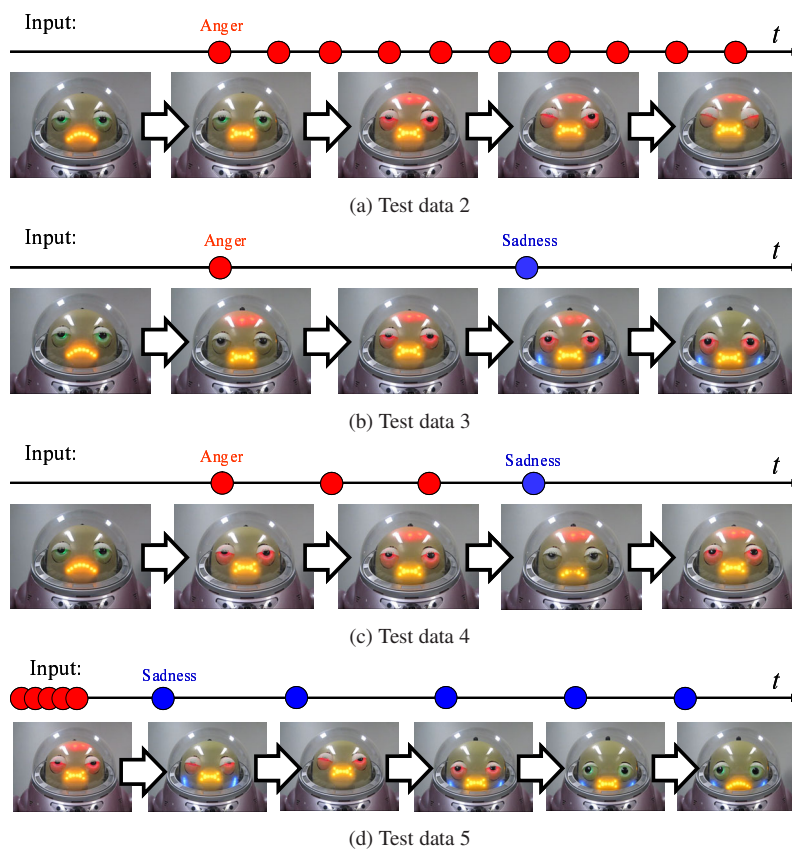 Input:
Anger
t
(a) Test data 2
Input:
Anger
Sadness
t
(b) Test data 3
Input:
Anger
Sadness
t
(c) Test data 4
Input:
Sadness
t
(d) Test data 5